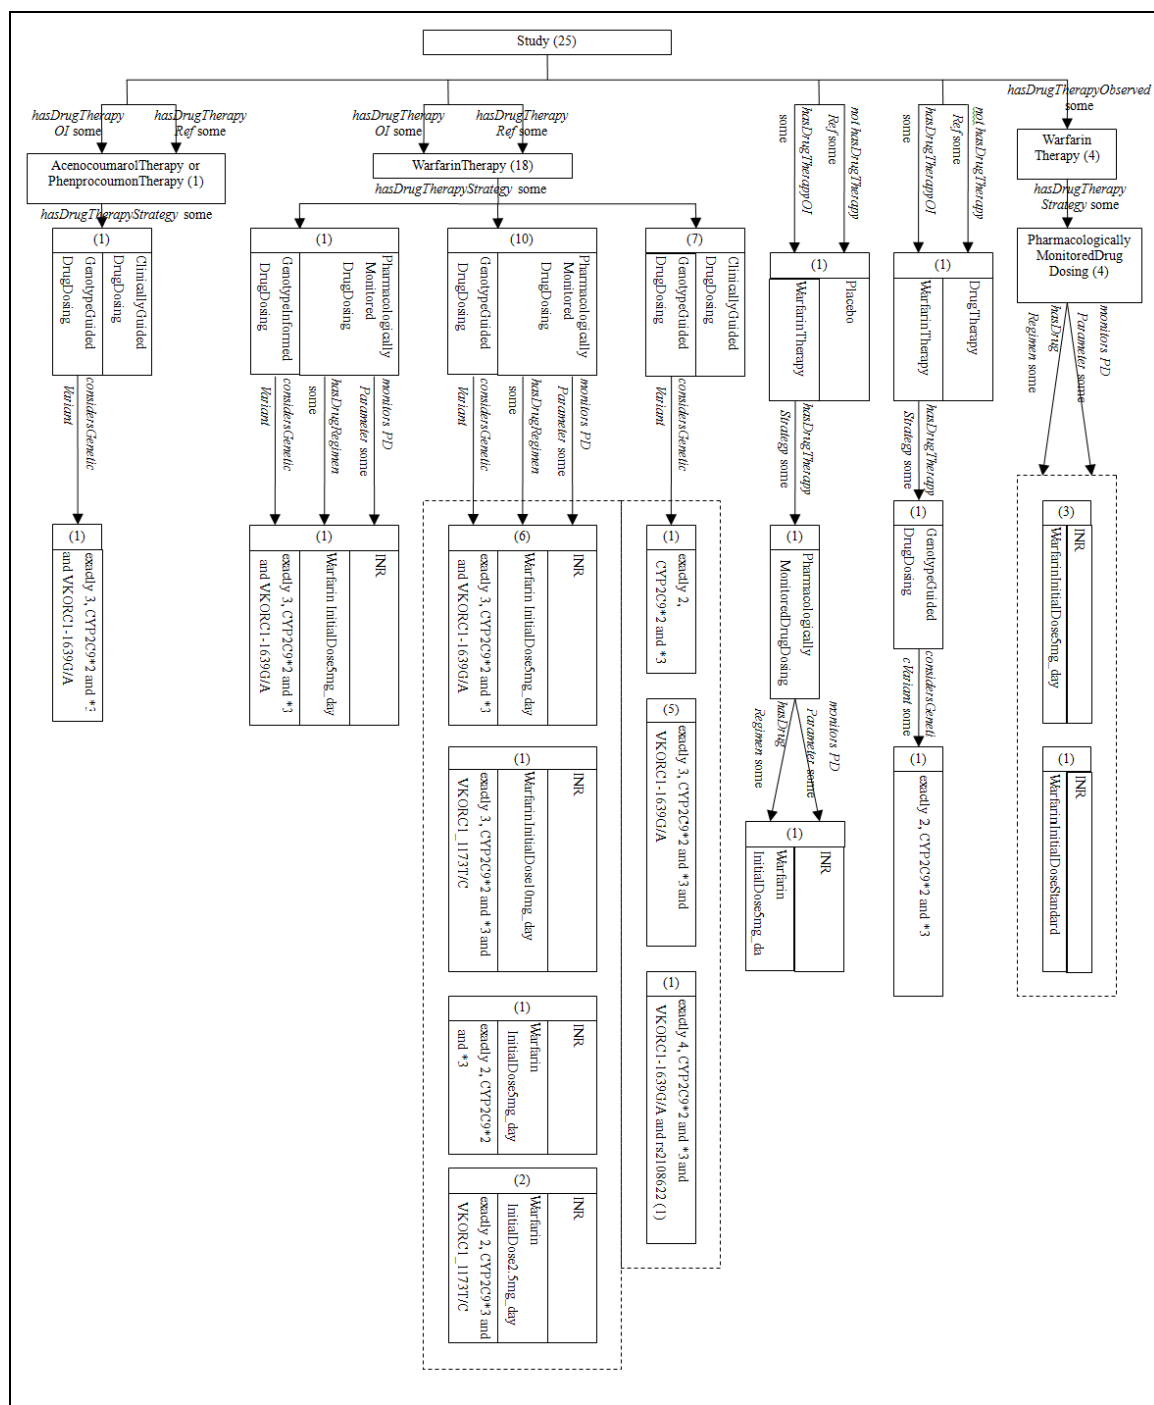 Study (25)
hasDrugTherapy
OI some
hasDrugTherapy
Ref some
AcenocoumarolTherapy or
PhenprocoumonTherapy (1)
hasDrugTherapyStrategy some
(1)
ClinicallyGuided
DrugDosing
GenotypeGuided
DrugDosing
considersGenetic
Variant
(1)
exactly 3, CYP2C9*2 and *3
and VKORC1-1639G/A
hasDrugTherapy
OI some
hasDrugTherapy
Ref some
WarfarinTherapy (18)
hasDrugTherapyStrategy some
(1)
Pharmacologically
Monitored
DrugDosing
GenotypeInformed
DrugDosing
monitors PD
Parameter some
hasDrugRegimen
some
considersGenetic
Variant
(1)
INR
Warfarin InitialDose5mg_day
exactly 3, CYP2C9*2 and *3
and VKORC1-1639G/A
(10)
Pharmacologically
Monitored
DrugDosing
GenotypeGuided
DrugDosing
monitors PD
Parameter some
hasDrugRegimen
some
considersGenetic
Variant
(6)
INR
Warfarin InitialDose5mg_day
exactly 3, CYP2C9*2 and *3
and VKORC1-1639G/A
(1)
INR
WarfarinInitialDose10mg_day
exactly 3, CYP2C9*2 and *3 and
VKORC1_1173T/C
(1)
INR
Warfarin
InitialDose5mg_day
exactly 2, CYP2C9*2
and *3
(2)
INR
Warfarin
InitialDose2.5mg_day
exactly 2, CYP2C9*3 and
VKORC1_1173T/C
(7)
ClinicallyGuided
DrugDosing
GenotypeGuided
DrugDosing
considersGenetic
Variant
(1)
exactly 2,
CYP2C9*2 and *3
(5)
exactly 3, CYP2C9*2 and *3 and
VKORC1-1639G/A
(1)
exactly 4, CYP2C9*2 and *3 and
VKORC1-1639G/A and rs2108622 (1)
not hasDrugTherapy
Ref some
hasDrugTherapyOI
some
(1)
Placebo
WarfarinTherapy
hasDrugTherapy
Strategy some
(1)
Pharmacologically
MonitoredDrugDosing
monitors PD
Parameter some
hasDrug
Regimen some
(1)
INR
Warfarin
InitialDose5mg_da
not hasDrugTherapy
Ref some
hasDrugTherapyOI
some
(1)
DrugTherapy
WarfarinTherapy
hasDrugTherapy
Strategy some
(1)
GenotypeGuided
DrugDosing
considersGeneti
cVariant some
(1)
exactly 2, CYP2C9*2 and *3
hasDrugTherapyObserved
some
Warfarin
Therapy (4)
hasDrugTherapy
Strategy some
Pharmacologically
MonitoredDrug
Dosing (4)
monitors PD
Parameter some
hasDrug
Regimen some
(3)
INR
WarfarinInitialDose5mg_day
(1)
INR
WarfarinInitialDoseStandard